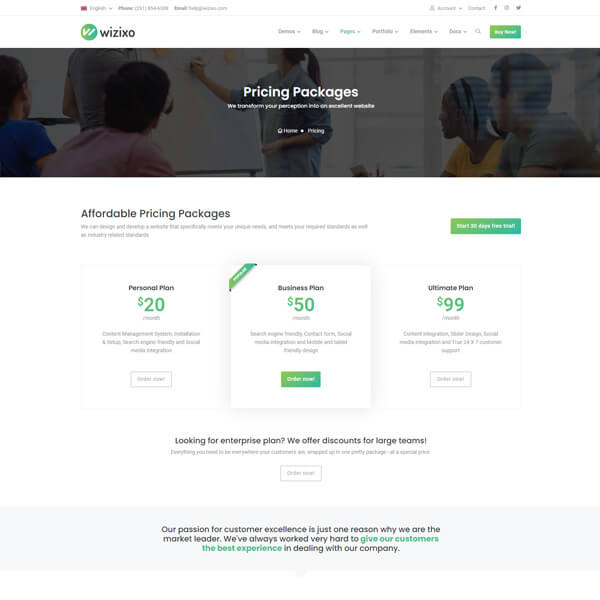 English Phone: (251) 854-6308 Email: help@wizixo.com Account Contact
wizixo Demos Blog Pages Portfolio Elements Docs Buy Now!
Pricing Packages
We transform your perception into an excellent website
Home Pricing
Affordable Pricing Packages
We can design and develop a website that specifically meets your unique needs, and meets your required standards as well
as industry related standards
Start 30 days free trial!
Personal Plan
$20
/month
Content Management System, Installation
& Setup, Search engine friendly and Social
media integration
Order now!
POPULAR
Business Plan
$50
/month
Search engine friendly, Contact form, Social
media integration and Mobile and tablet
friendly design
Order now!
Ultimate Plan
$99
/month
Content integration, Slider Design, Social
media integration and True 24 X 7 customer
support
Order now!
Looking for enterprise plan? We offer discounts for large teams!
Everything you need to be everywhere your customers are, wrapped up in one pretty package–at a special price.
Order now!
Our passion for customer excellence is just one reason why we are the
market leader. We've always worked very hard to give our customers
the best experience in dealing with our company.